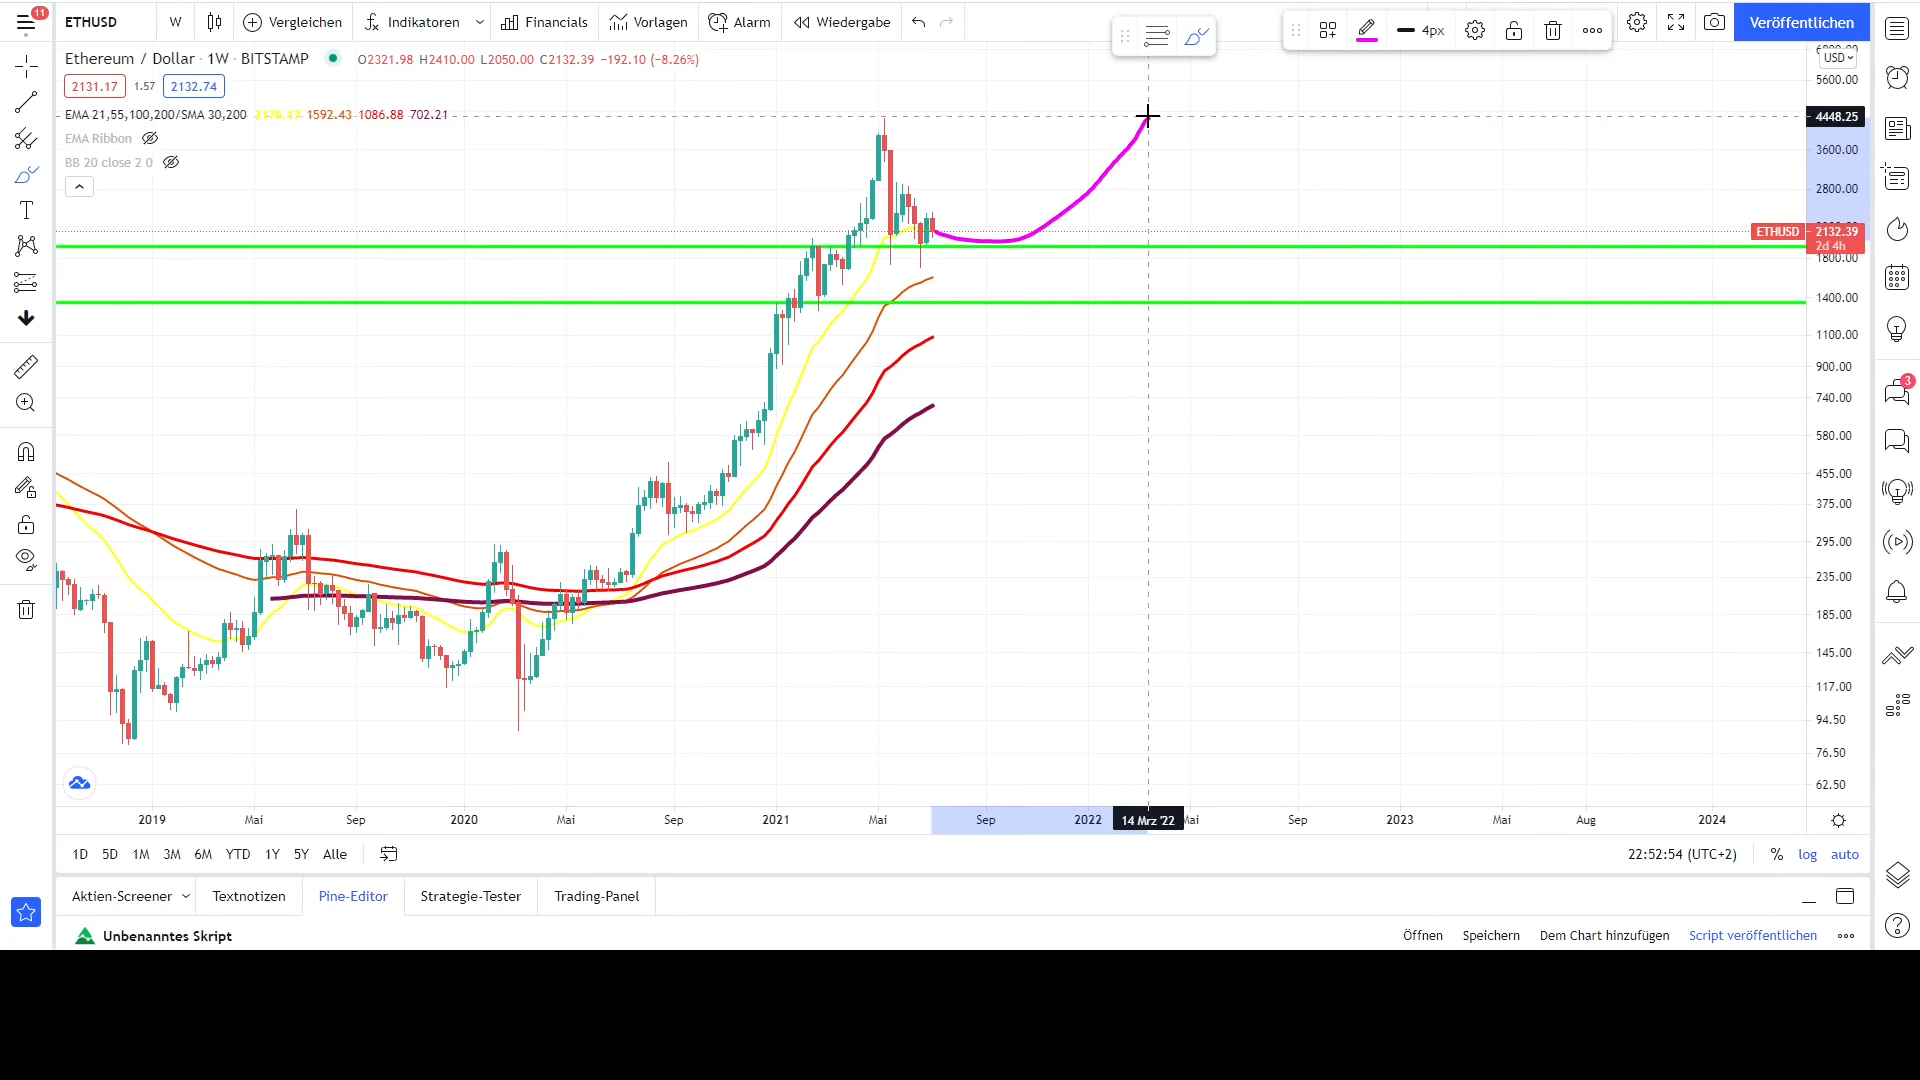 11
ETHUSD W Vergleichen Indikatoren Financials Vorlagen Alarm Wiedergabe 4px Veröffentlichen
Ethereum / Dollar · 1W · BITSTAMP O2321.98 H2410.00 L2050.00 C2132.39 −192.10 (−8.26%)
USD
2131.17 1.57 2132.74
EMA 21,55,100,200/SMA 30,200 2176.17 1592.43 1086.88 702.21
EMA Ribbon
BB 20 close 2 0
5600.00
4448.25
3600.00
2800.00
ETHUSD 2132.39
2d 4h
1800.00
1400.00
1100.00
900.00
740.00
580.00
455.00
375.00
295.00
235.00
185.00
145.00
117.00
94.50
76.50
62.50
3
2019 Mai Sep 2020 Mai Sep 2021 Mai Sep 2022 14 Mrz '22 Mai Sep 2023 Mai Aug 2024
1D 5D 1M 3M 6M YTD 1Y 5Y Alle 22:52:54 (UTC+2) % log auto
Aktien-Screener Textnotizen Pine-Editor Strategie-Tester Trading-Panel
Unbenanntes Skript Öffnen Speichern Dem Chart hinzufügen Script veröffentlichen